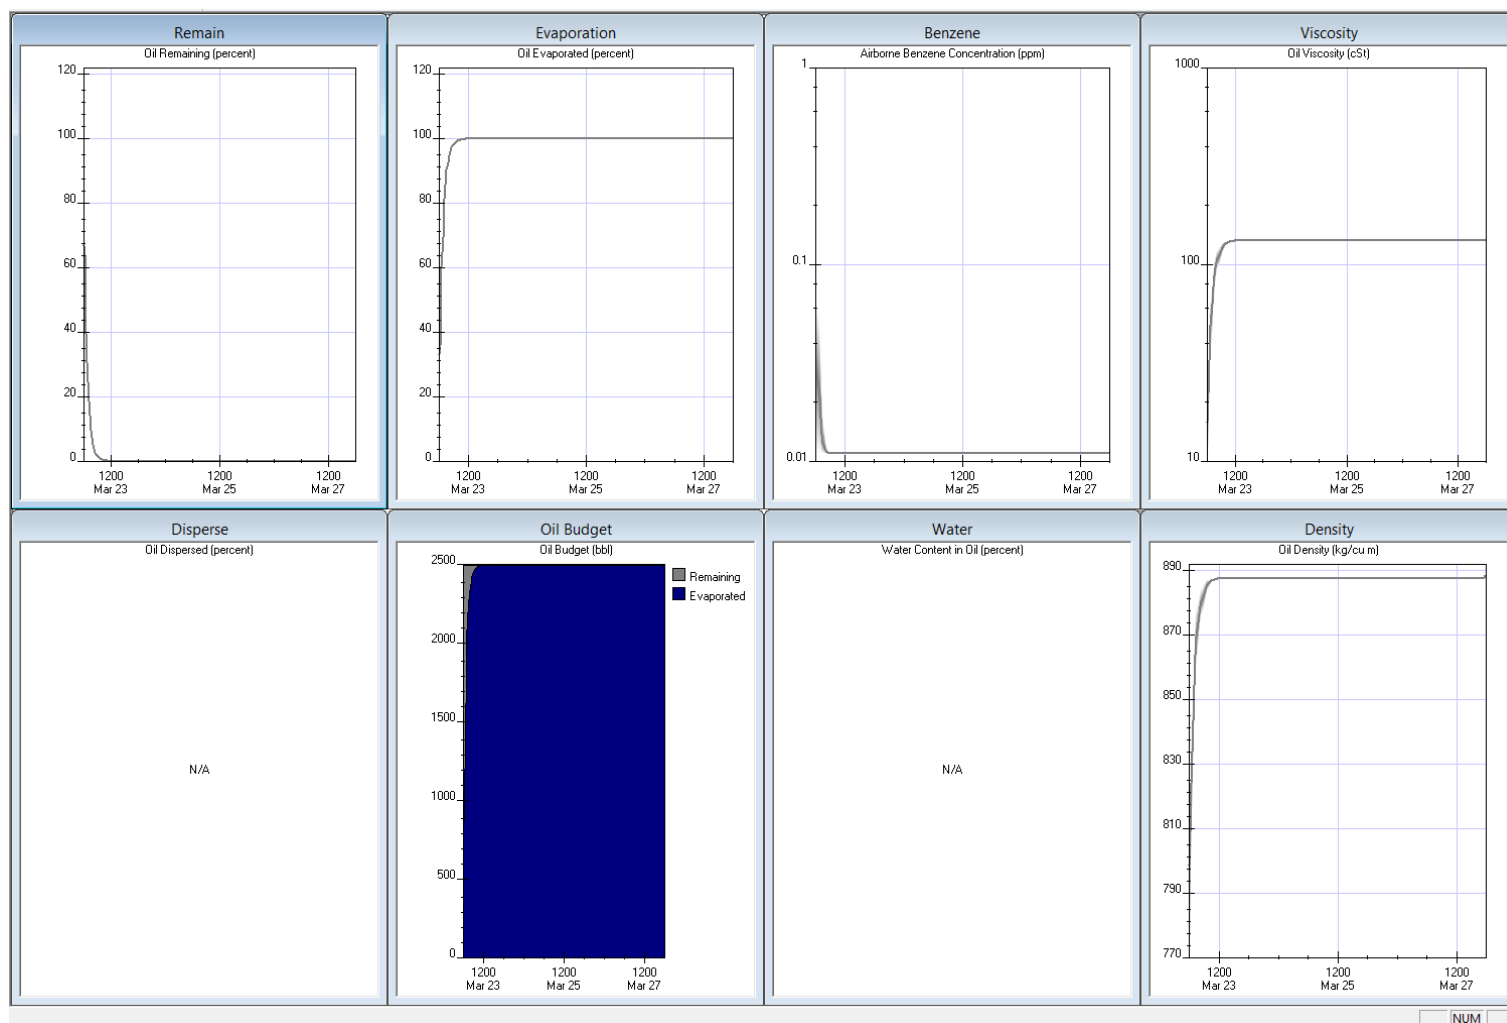 Remain
Oil Remaining (percent)
120
100
80
60
40
20
0
1200
Mar 23
1200
Mar 25
1200
Mar 27
Evaporation
Oil Evaporated (percent)
120
100
80
60
40
20
0
1200
Mar 23
1200
Mar 25
1200
Mar 27
Benzene
Airborne Benzene Concentration (ppm)
1
0.1
0.01
1200
Mar 23
1200
Mar 25
1200
Mar 27
Viscosity
Oil Viscosity (cSt)
1000
100
10
1200
Mar 23
1200
Mar 25
1200
Mar 27
Disperse
Oil Dispersed (percent)
N/A
Oil Budget
Oil Budget (bbl)
2500
2000
1500
1000
500
0
Remaining
Evaporated
1200
Mar 23
1200
Mar 25
1200
Mar 27
Water
Water Content in Oil (percent)
N/A
Density
Oil Density (kg/cu m)
890
870
850
830
810
790
770
1200
Mar 23
1200
Mar 25
1200
Mar 27
NUM